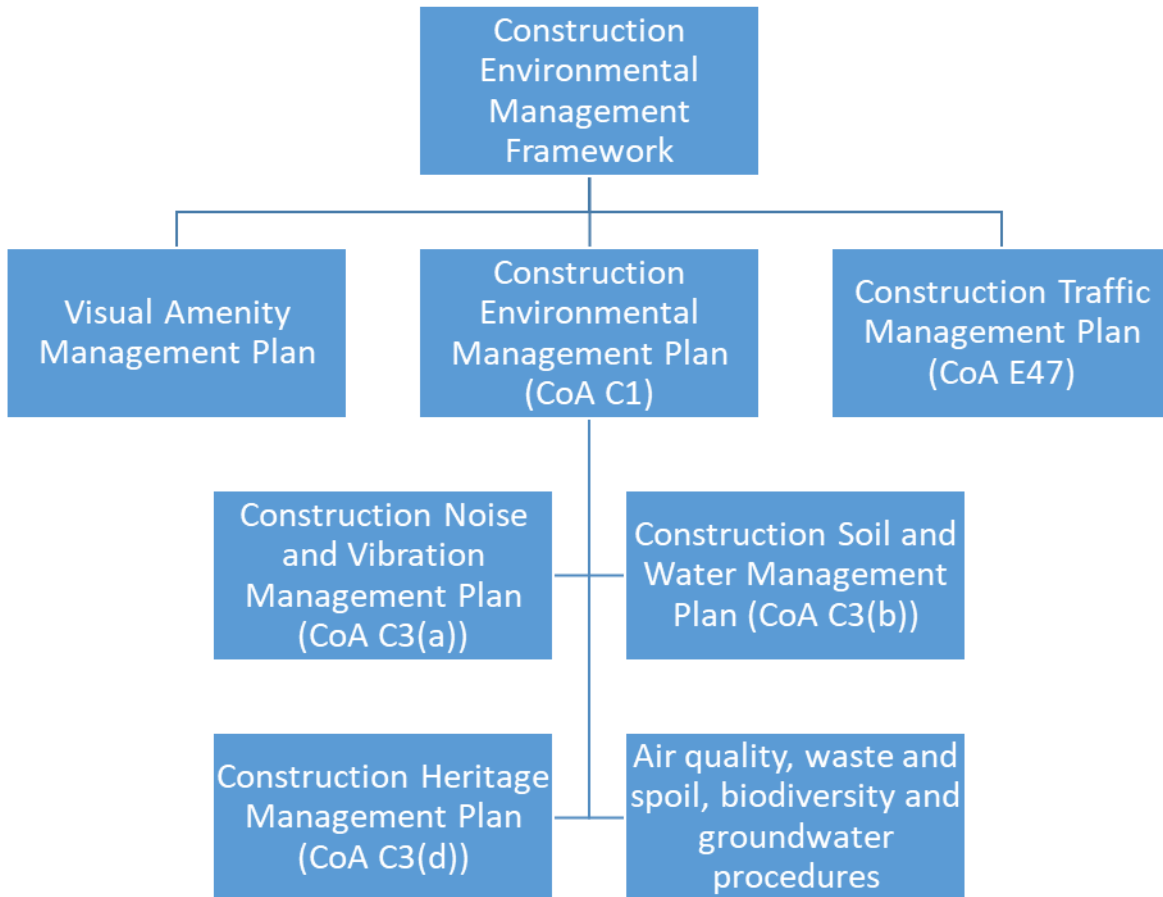 Construction
Environmental
Management
Framework
Visual Amenity
Management Plan
Construction
Environmental
Management Plan
(CoA C1)
Construction Traffic
Management Plan
(CoA E47)
Construction Noise
and Vibration
Management Plan
(CoA C3(a))
Construction Soil and
Water Management
Plan (CoA C3(b))
Construction Heritage
Management Plan
(CoA C3(d))
Air quality, waste and
spoil, biodiversity and
groundwater
procedures